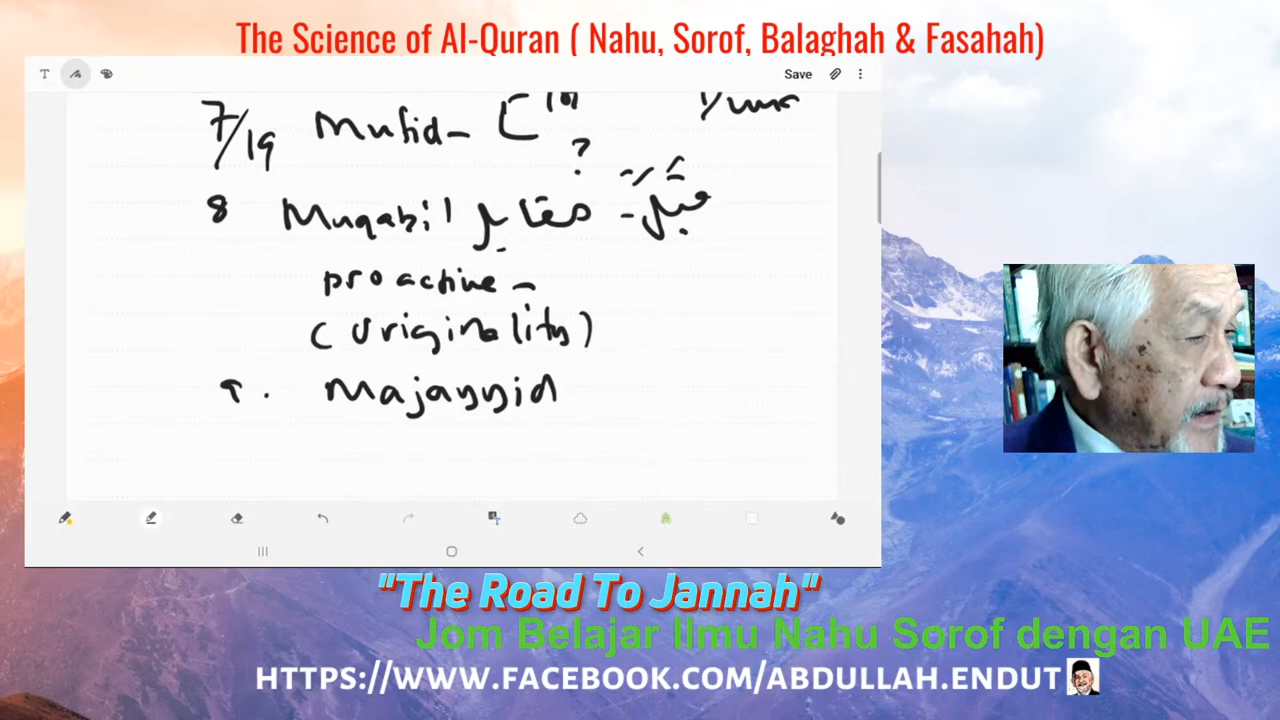 The Science of Al-Quran ( Nahu, Sorof, Balaghah & Fasahah)
T Save
7/19 Mufid-
?
8 Muqabil مقابل - قبل
proactive -
(originality)
9. Majayyid
"The Road To Jannah"
Jom Belajar Ilmu Nahu Sorof dengan UAE
HTTPS://WWW.FACEBOOK.COM/ABDULLAH.ENDUT